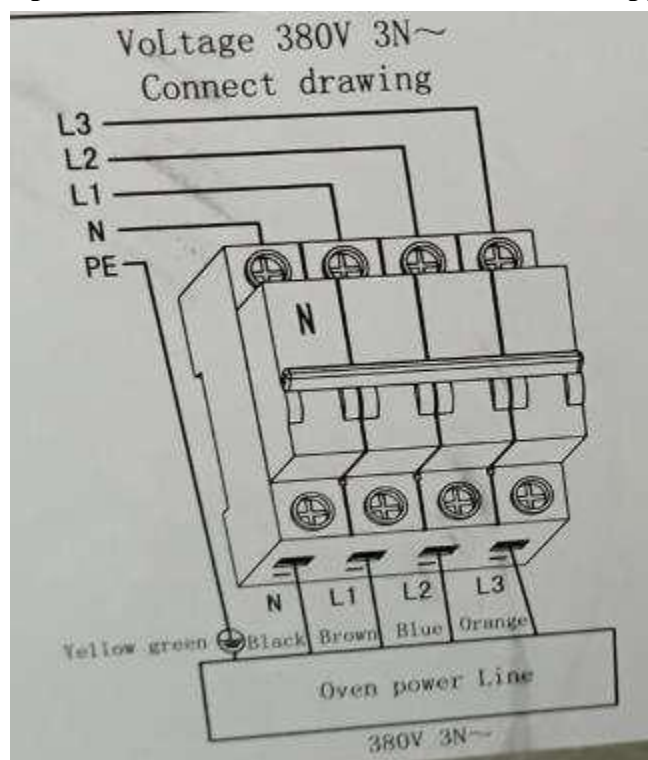 VoLtage 380V 3N~
Connect drawing
L3
L2
L1
N
PE
N
N L1 L2 L3
Yellow green Black Brown Blue Orange
Oven power Line
380V 3N~